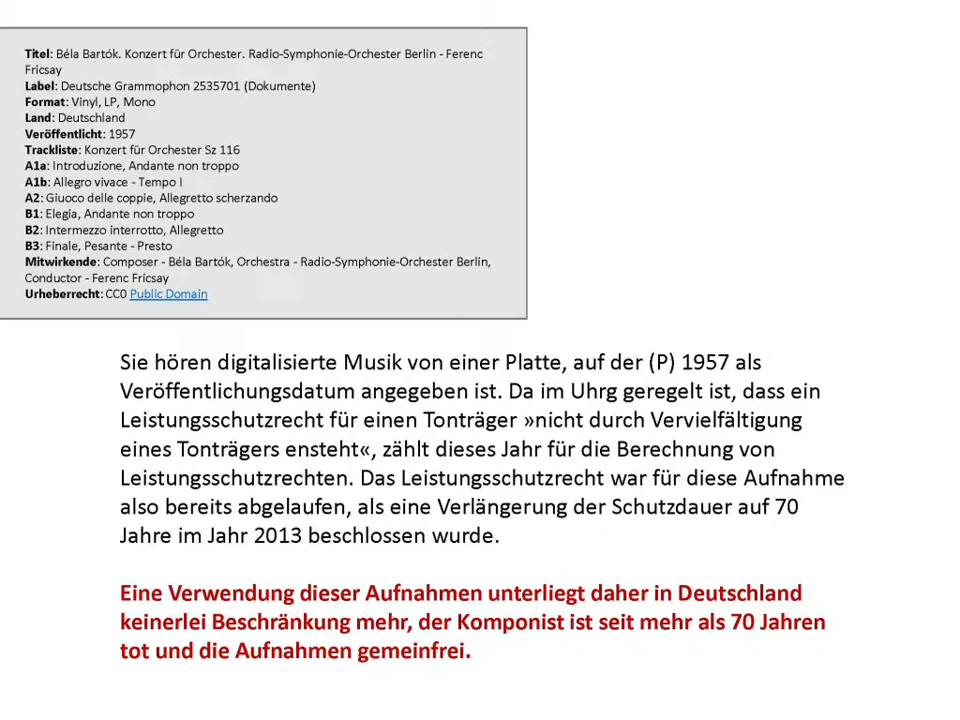 Titel: Béla Bartók. Konzert für Orchester. Radio-Symphonie-Orchester Berlin - Ferenc
Fricsay
Label: Deutsche Grammophon 2535701 (Dokumente)
Format: Vinyl, LP, Mono
Land: Deutschland
Veröffentlicht: 1957
Trackliste: Konzert für Orchester Sz 116
A1a: Introduzione, Andante non troppo
A1b: Allegro vivace - Tempo I
A2: Giuoco delle coppie, Allegretto scherzando
B1: Elegia, Andante non troppo
B2: Intermezzo interrotto, Allegretto
B3: Finale, Pesante - Presto
Mitwirkende: Composer - Béla Bartók, Orchestra - Radio-Symphonie-Orchester Berlin,
Conductor - Ferenc Fricsay
Urheberrecht: CC0 Public Domain
Sie hören digitalisierte Musik von einer Platte, auf der (P) 1957 als
Veröffentlichungsdatum angegeben ist. Da im Uhrg geregelt ist, dass ein
Leistungsschutzrecht für einen Tonträger »nicht durch Vervielfältigung
eines Tonträgers ensteht«, zählt dieses Jahr für die Berechnung von
Leistungsschutzrechten. Das Leistungsschutzrecht war für diese Aufnahme
also bereits abgelaufen, als eine Verlängerung der Schutzdauer auf 70
Jahre im Jahr 2013 beschlossen wurde.
Eine Verwendung dieser Aufnahmen unterliegt daher in Deutschland
keinerlei Beschränkung mehr, der Komponist ist seit mehr als 70 Jahren
tot und die Aufnahmen gemeinfrei.